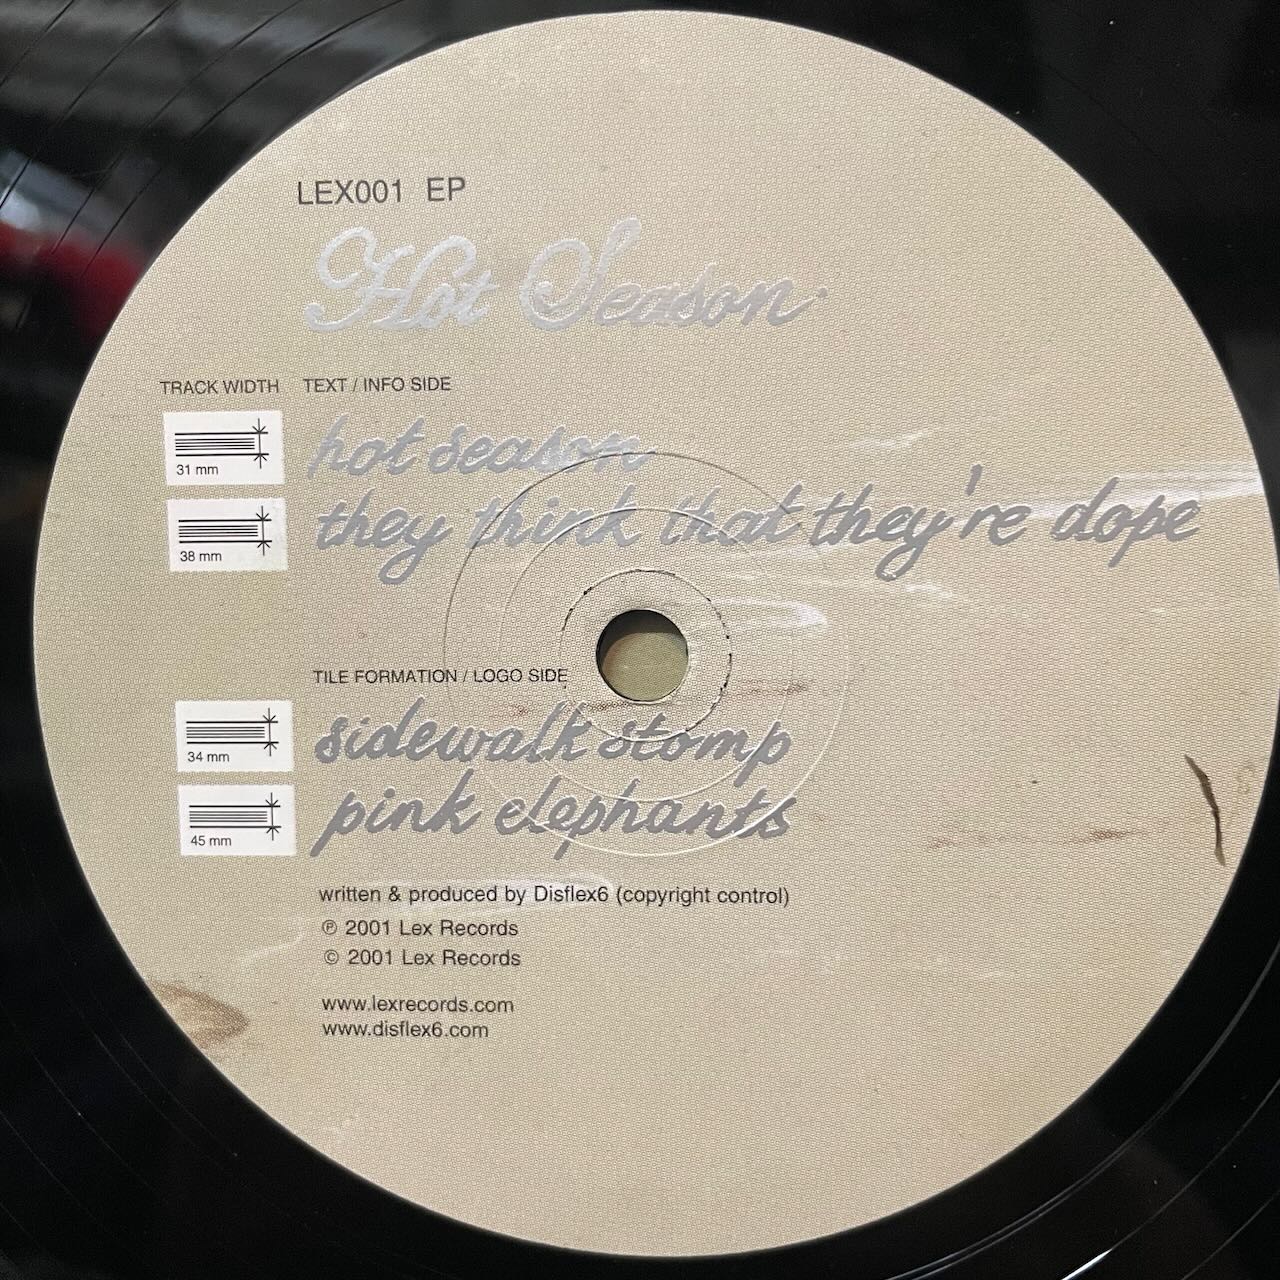 LEX001 EP
Hot Season
TRACK WIDTH TEXT / INFO SIDE
31 mm hot season
38 mm they think that they're dope
TILE FORMATION / LOGO SIDE
34 mm sidewalk stomp
45 mm pink elephants
written & produced by Disflex6 (copyright control)
℗ 2001 Lex Records
© 2001 Lex Records
www.lexrecords.com
www.disflex6.com